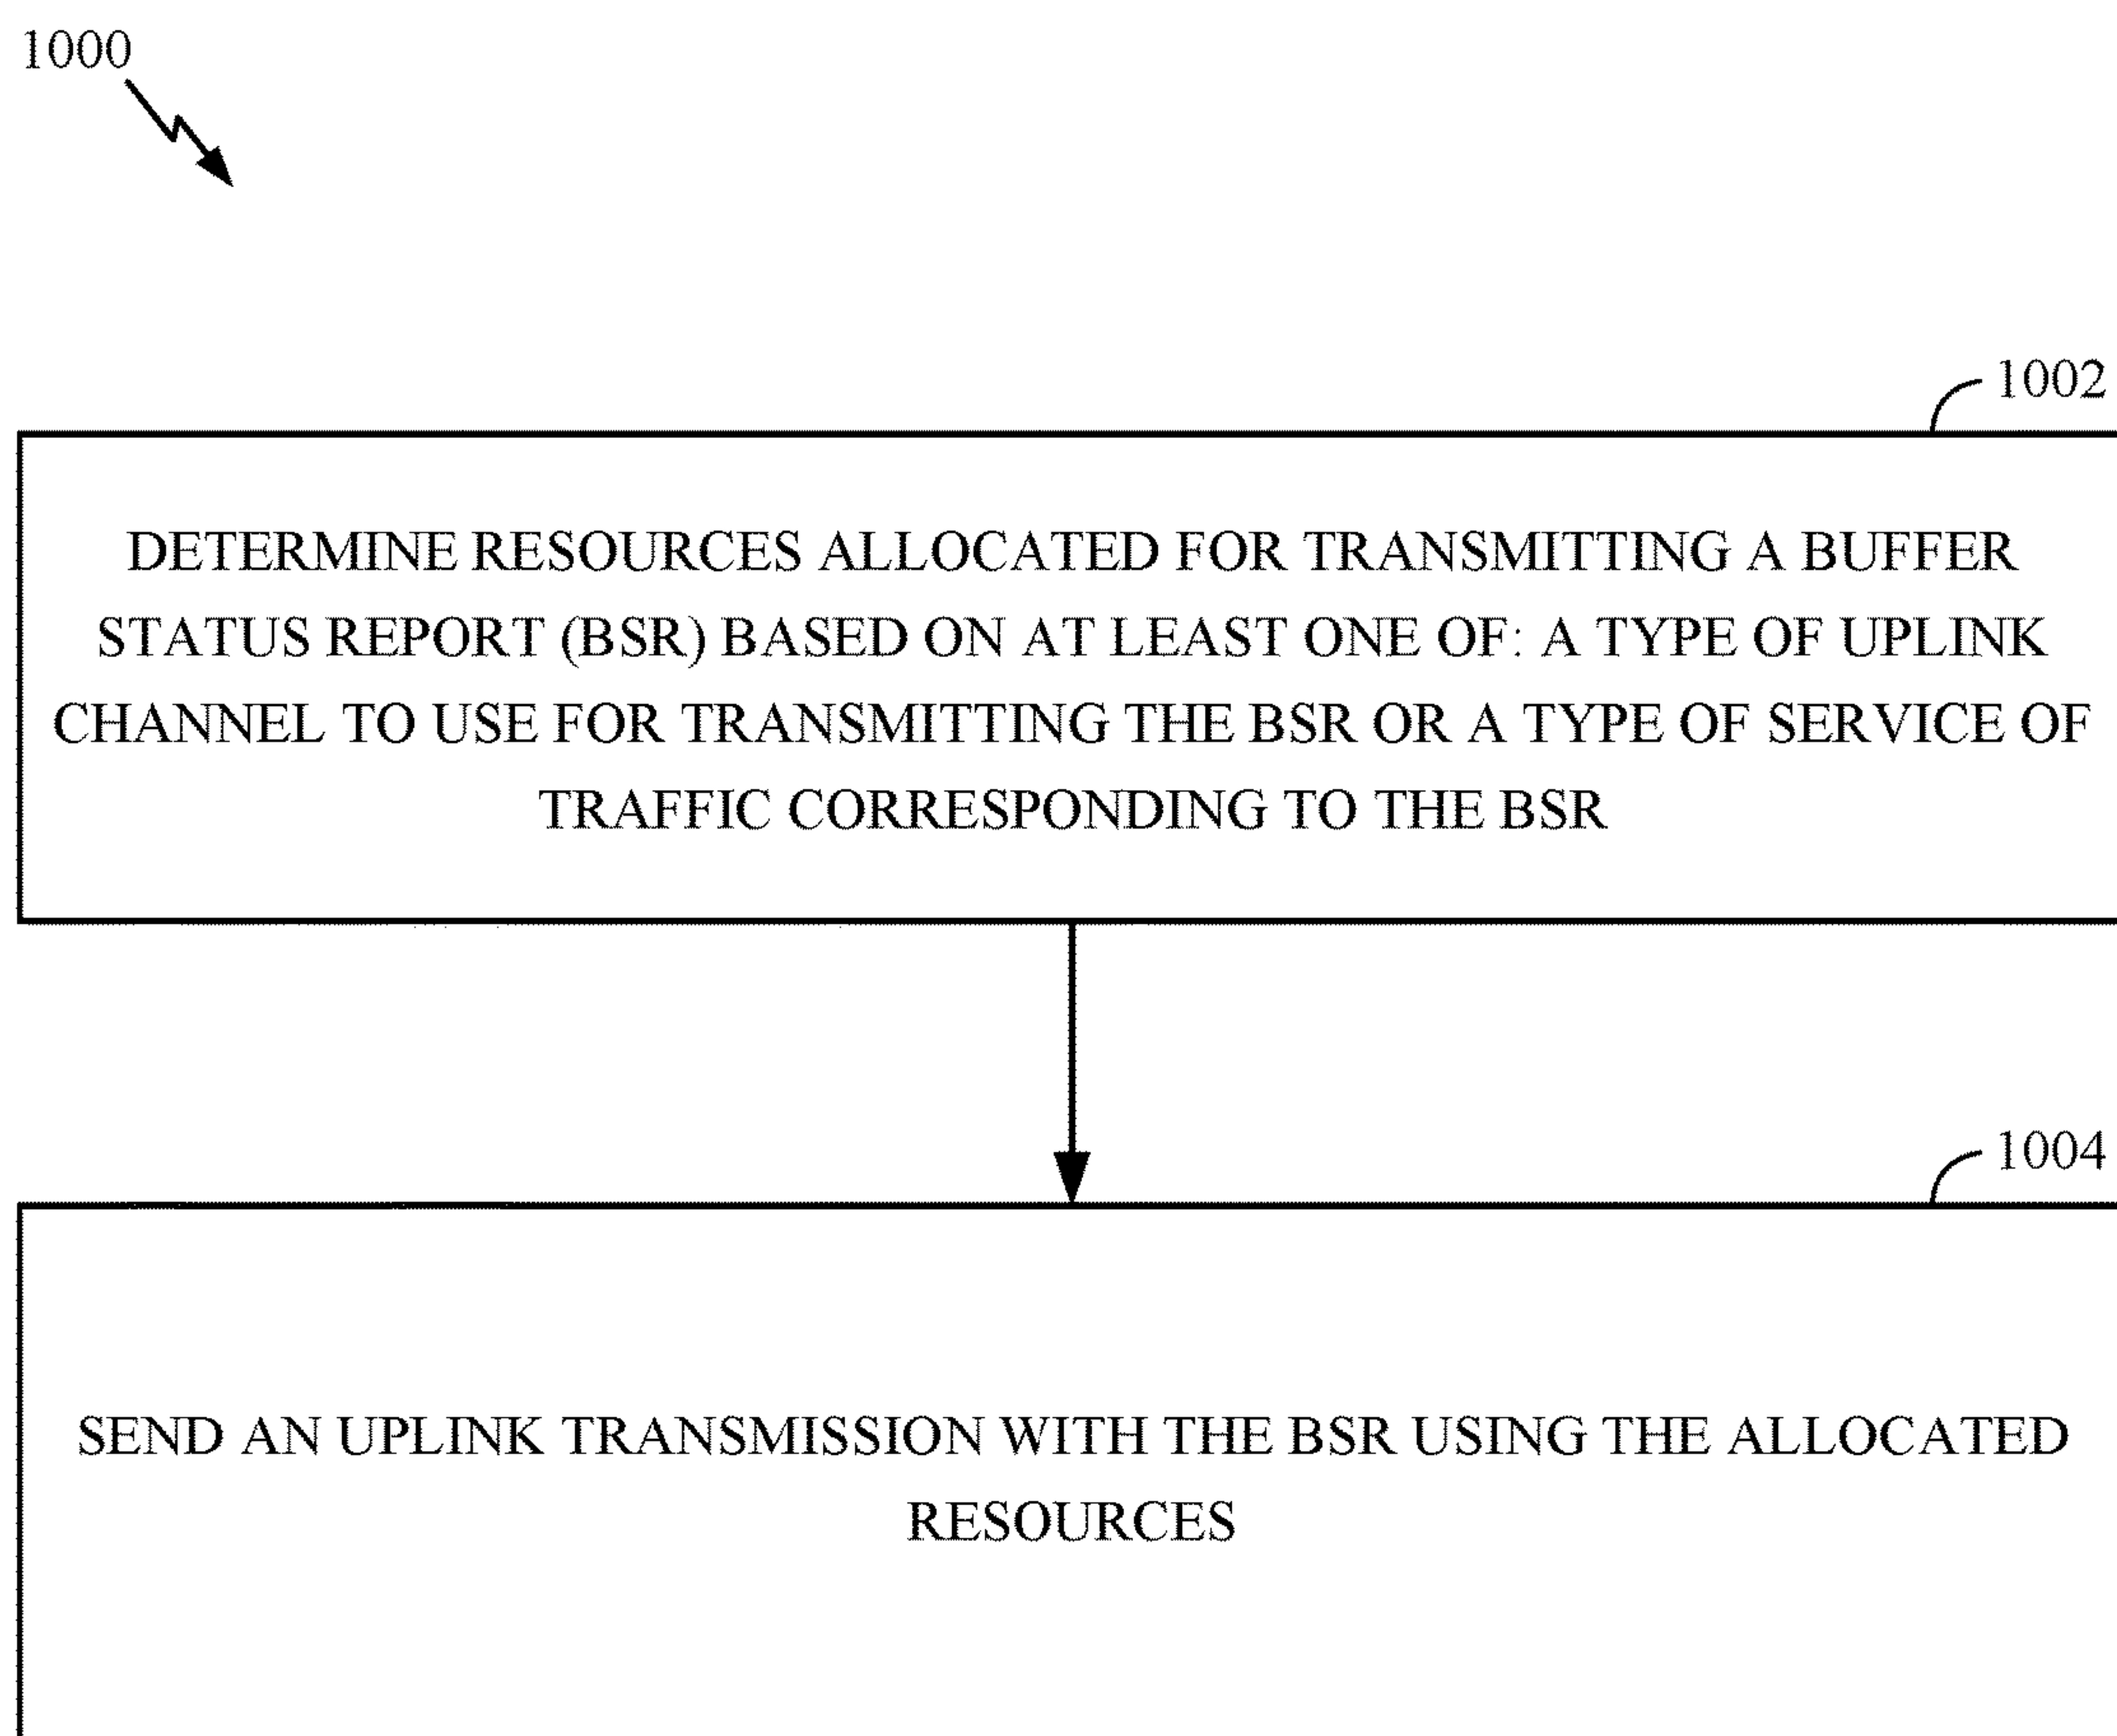 1000
1002
DETERMINE RESOURCES ALLOCATED FOR TRANSMITTING A BUFFER
STATUS REPORT (BSR) BASED ON AT LEAST ONE OF: A TYPE OF UPLINK
CHANNEL TO USE FOR TRANSMITTING THE BSR OR A TYPE OF SERVICE OF
TRAFFIC CORRESPONDING TO THE BSR
1004
SEND AN UPLINK TRANSMISSION WITH THE BSR USING THE ALLOCATED
RESOURCES